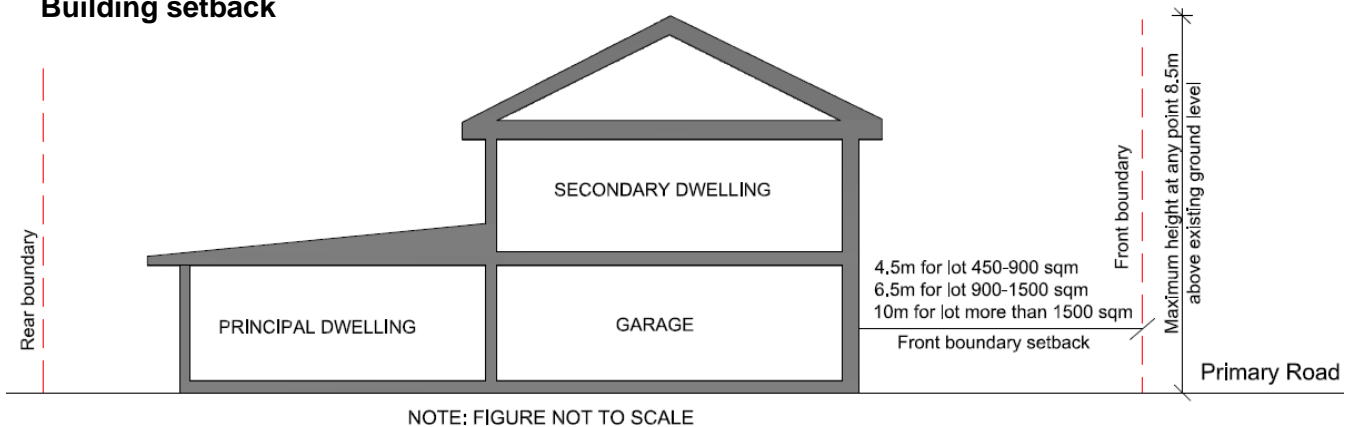 Building setback
SECONDARY DWELLING
PRINCIPAL DWELLING
GARAGE
Rear boundary
4.5m for lot 450-900 sqm
6.5m for lot 900-1500 sqm
10m for lot more than 1500 sqm
Front boundary setback
Front boundary
Maximum height at any point 8.5m
above existing ground level
Primary Road
NOTE: FIGURE NOT TO SCALE